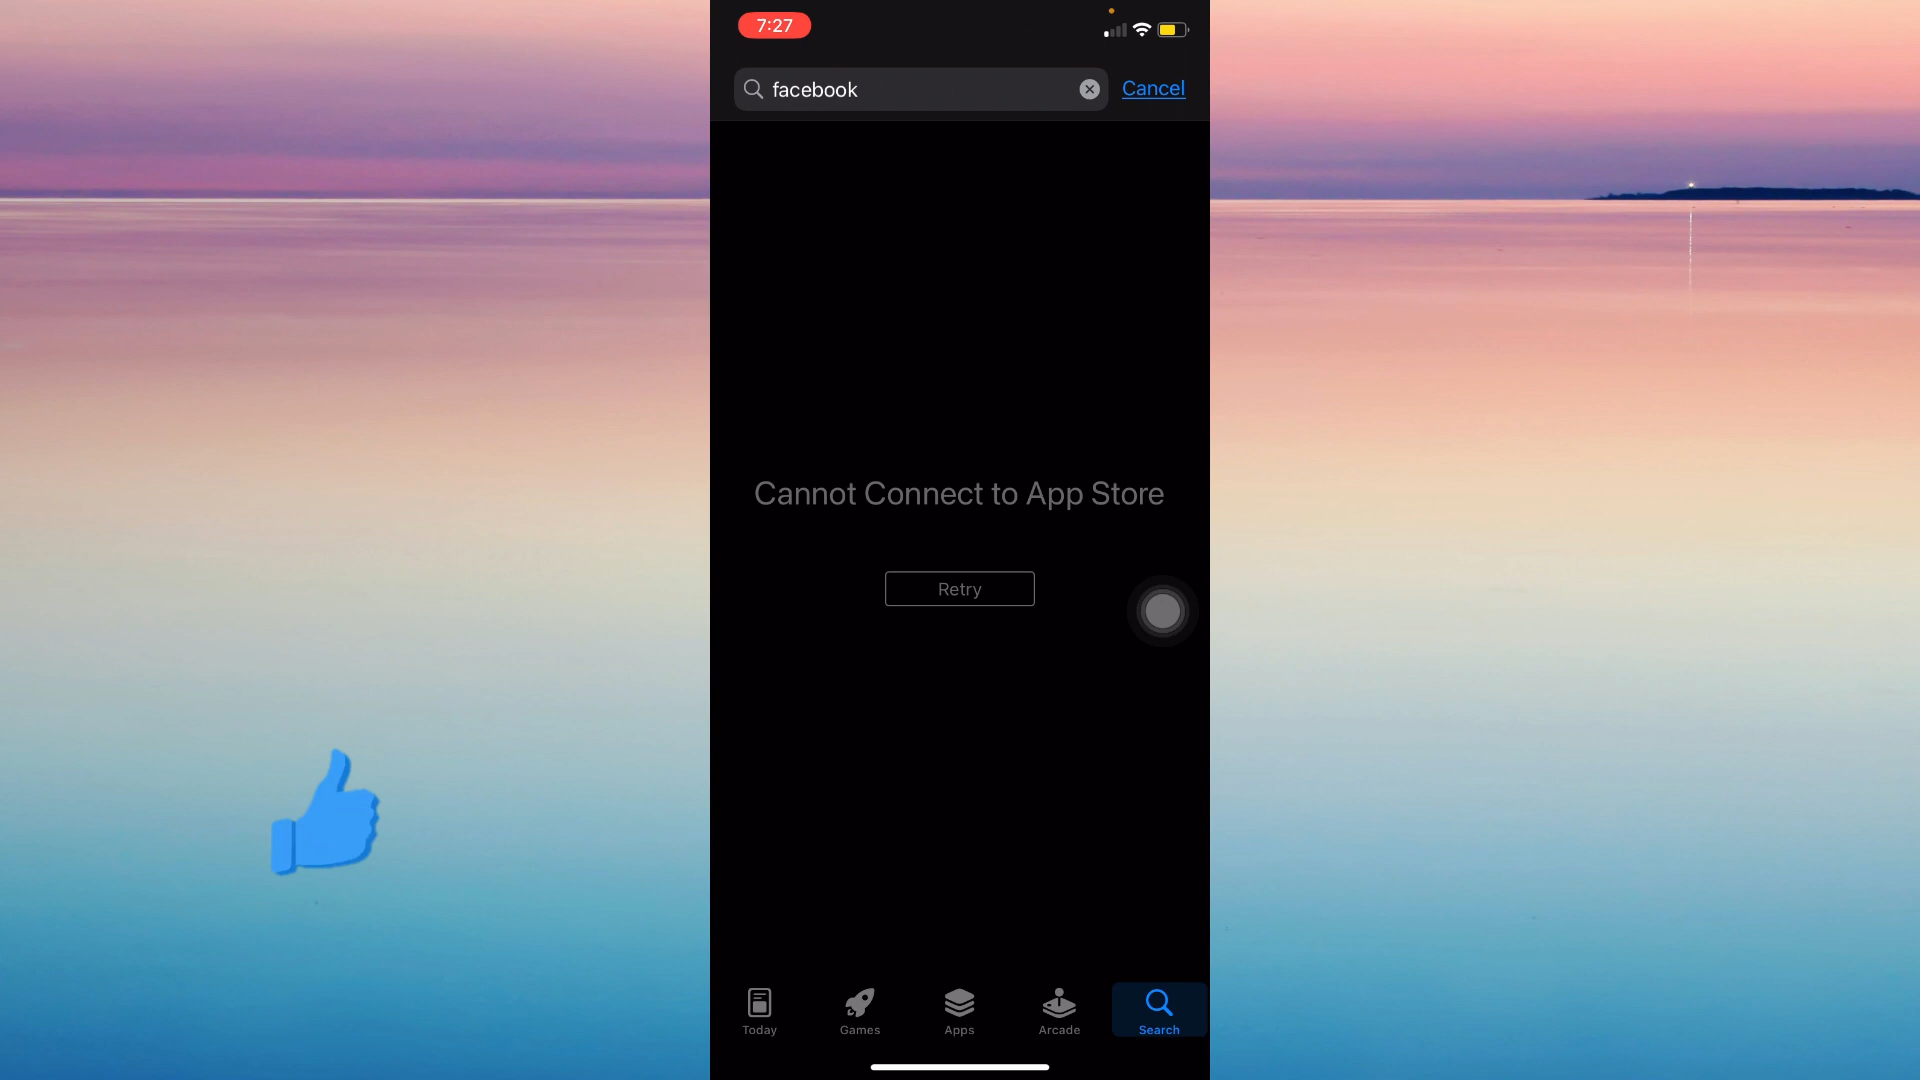 7:27
facebook
Cancel
Cannot Connect to App Store
Retry
Today
Games
Apps
Arcade
Search